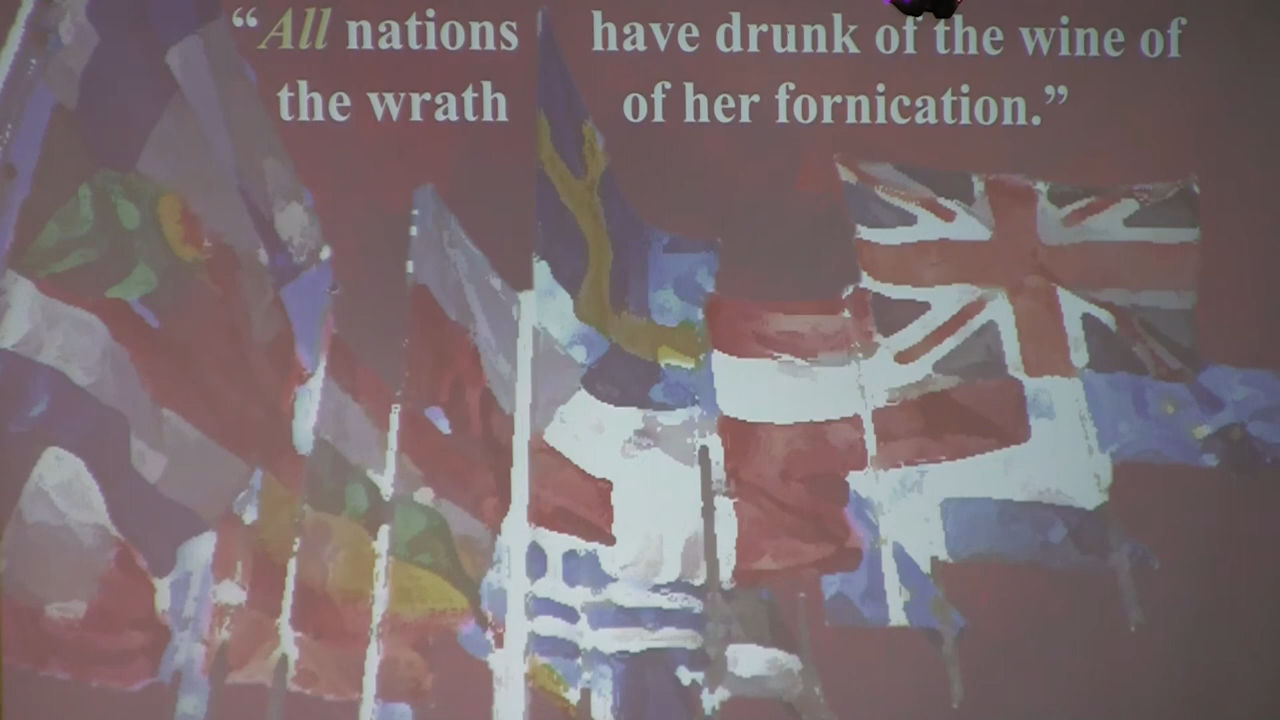 “All nations have drunk of the wine of
the wrath of her fornication.”